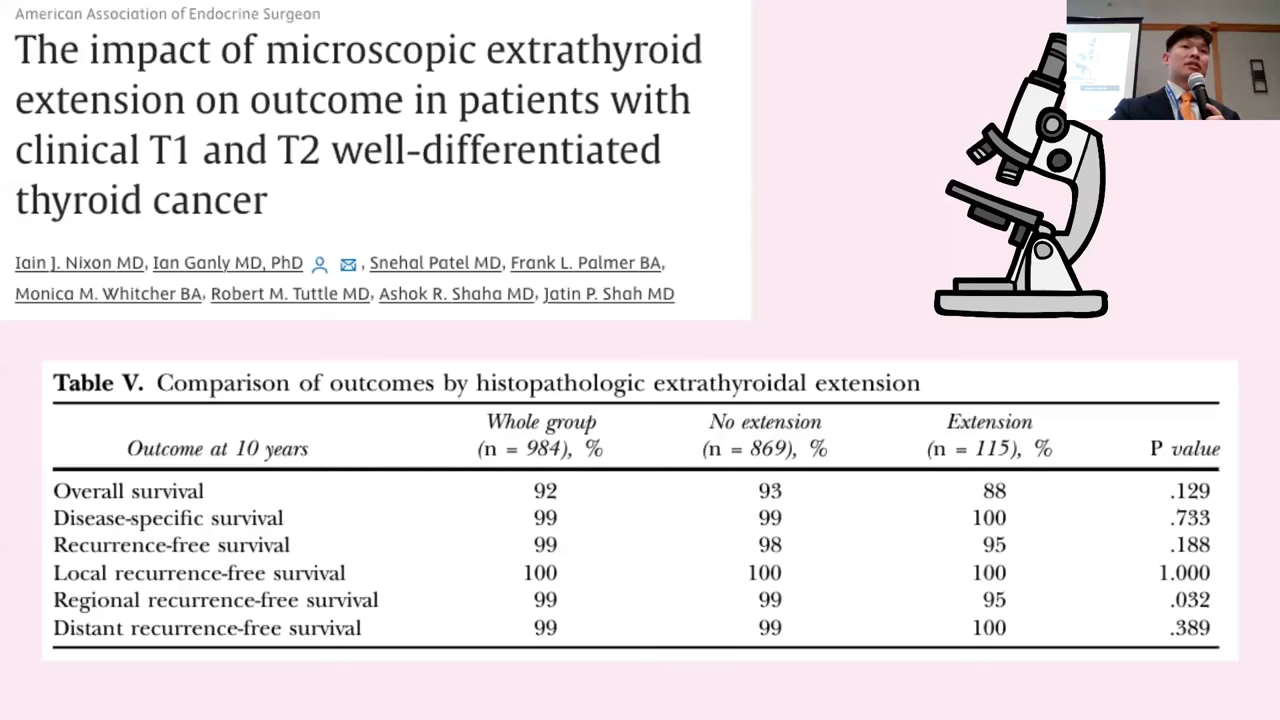 American Association of Endocrine Surgeon
The impact of microscopic extrathyroid
extension on outcome in patients with
clinical T1 and T2 well-differentiated
thyroid cancer
Iain J. Nixon MD, Ian Ganly MD, PhD , Snehal Patel MD, Frank L. Palmer BA,
Monica M. Whitcher BA, Robert M. Tuttle MD, Ashok R. Shaha MD, Jatin P. Shah MD
Table V. Comparison of outcomes by histopathologic extrathyroidal extension
Whole group No extension Extension
Outcome at 10 years (n = 984), % (n = 869), % (n = 115), % P value
Overall survival 92 93 88 .129
Disease-specific survival 99 99 100 .733
Recurrence-free survival 99 98 95 .188
Local recurrence-free survival 100 100 100 1.000
Regional recurrence-free survival 99 99 95 .032
Distant recurrence-free survival 99 99 100 .389